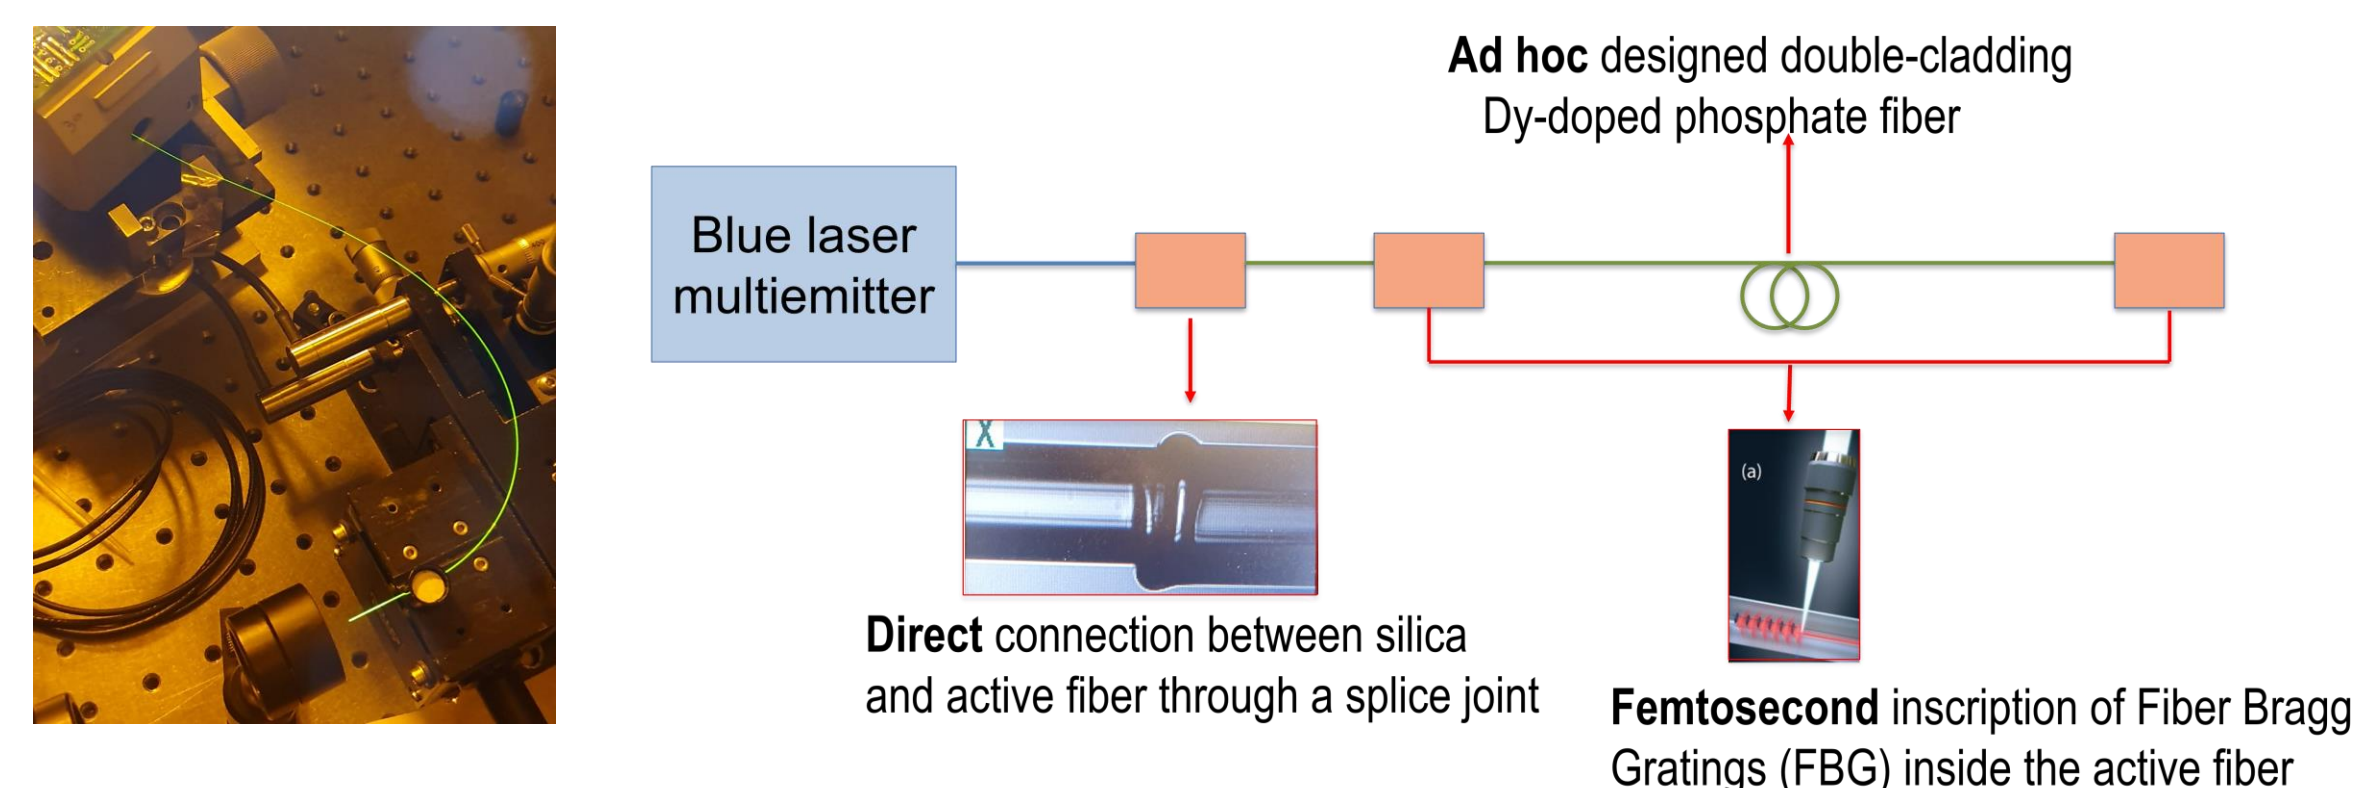 Ad hoc designed double-cladding
Dy-doped phosphate fiber
Blue laser
multiemitter
X
(a)
Direct connection between silica
and active fiber through a splice joint
Femtosecond inscription of Fiber Bragg
Gratings (FBG) inside the active fiber